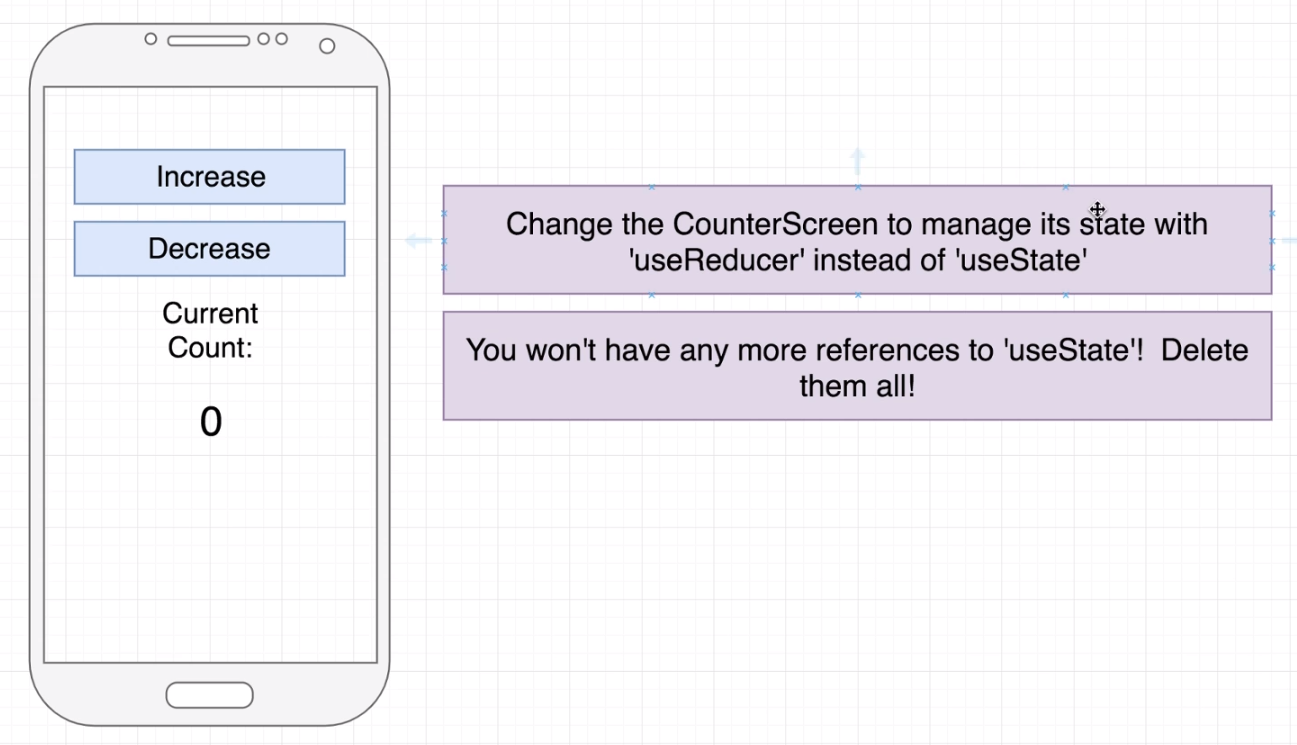 Increase
Decrease
Current
Count:
0
Change the CounterScreen to manage its state with
'useReducer' instead of 'useState'
You won't have any more references to 'useState'!  Delete
them all!